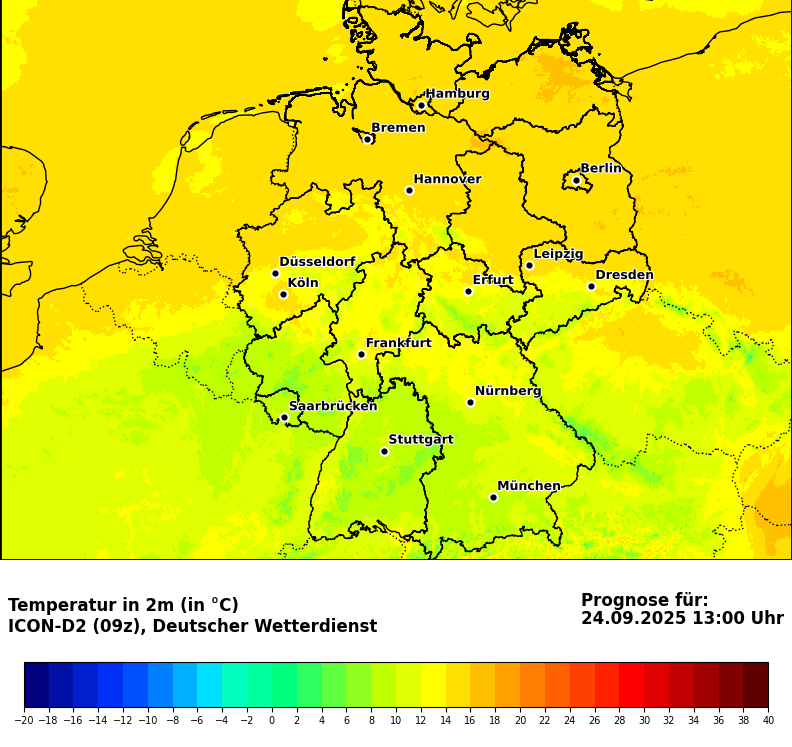 Hamburg
Bremen
Berlin
Hannover
Leipzig
Düsseldorf
Dresden
Köln
Erfurt
Frankfurt
Nürnberg
Saarbrücken
Stuttgart
München
Temperatur in 2m (in °C)
ICON-D2 (09z), Deutscher Wetterdienst
Prognose für:
24.09.2025 13:00 Uhr
−20 −18 −16 −14 −12 −10 −8 −6 −4 −2 0 2 4 6 8 10 12 14 16 18 20 22 24 26 28 30 32 34 36 38 40